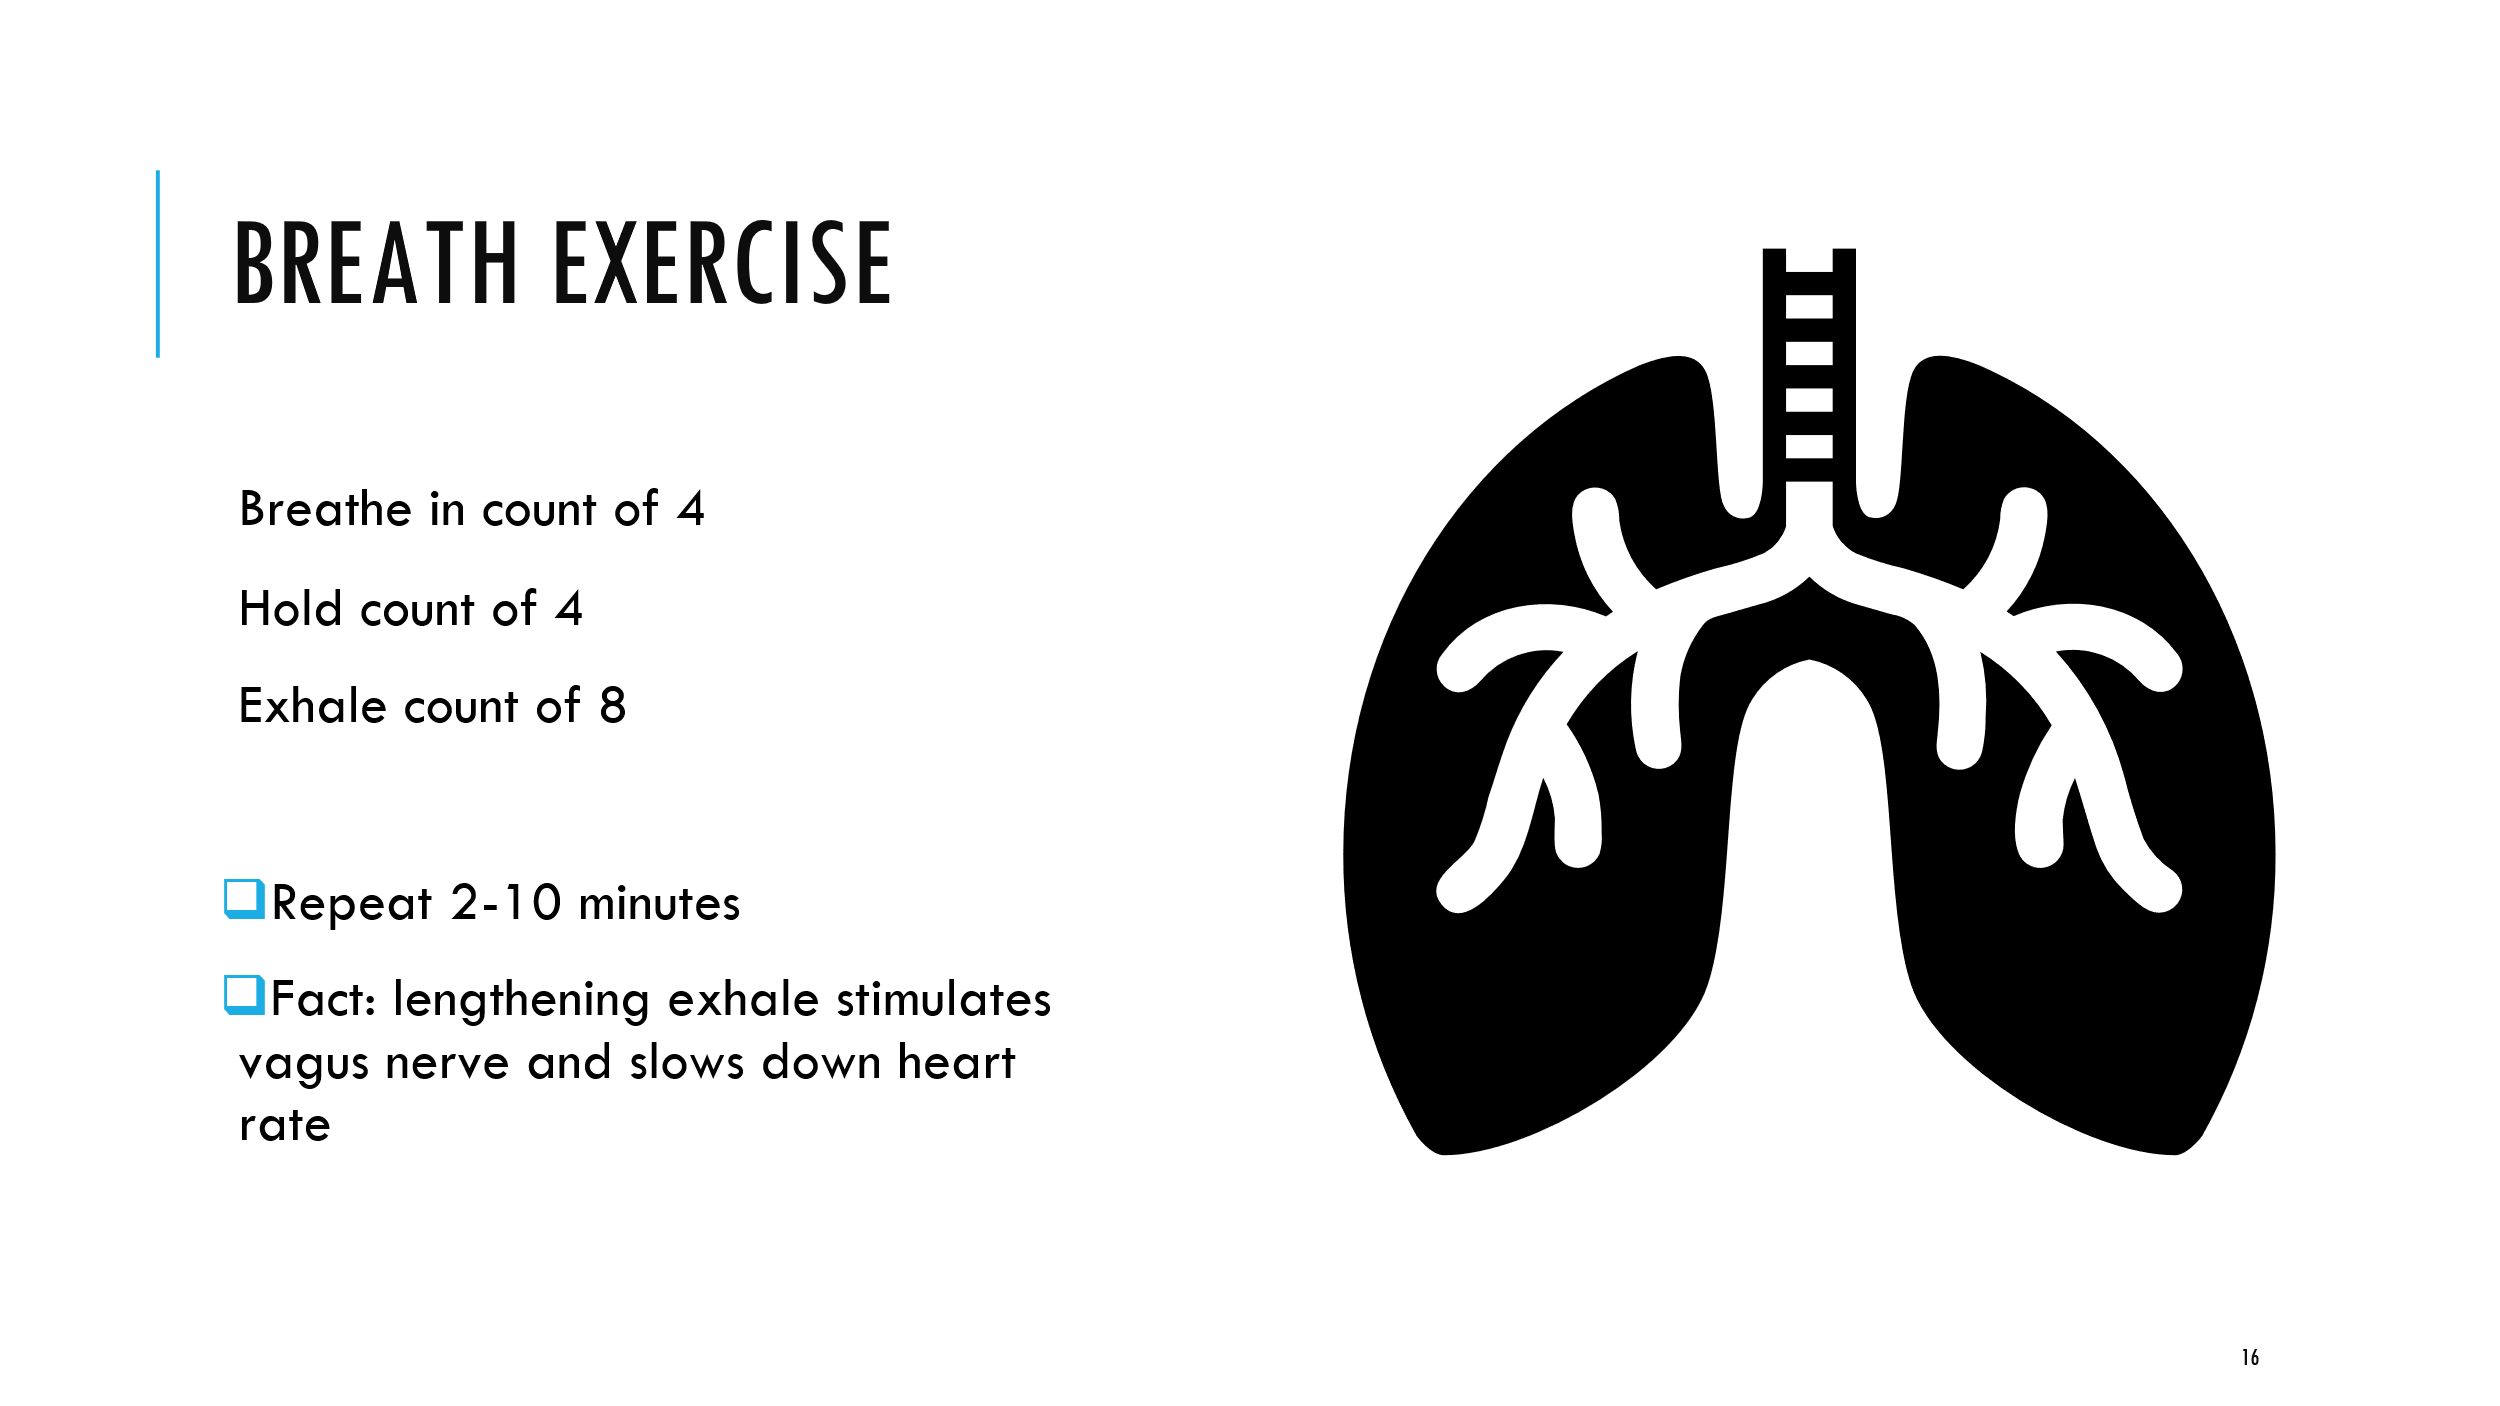 BREATH EXERCISE
Breathe in count of 4
Hold count of 4
Exhale count of 8
Repeat 2-10 minutes
Fact: lengthening exhale stimulates
vagus nerve and slows down heart
rate
16